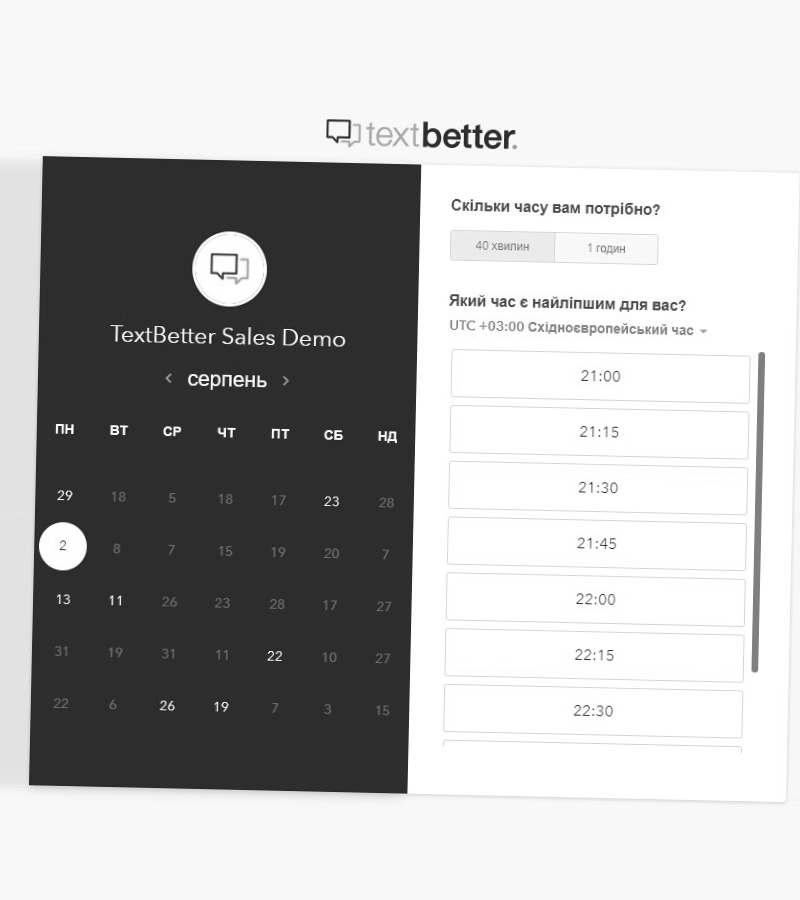 textbetter.
TextBetter Sales Demo
серпень
ПН ВТ СР ЧТ ПТ СБ НД
29 18 5 18 17 23 28
2 8 7 15 19 20 7
13 11 26 23 28 17 27
31 19 31 11 22 10 27
22 6 26 19 7 3 15
Скільки часу вам потрібно?
40 хвилин 1 годин
Який час є найліпшим для вас?
UTC +03:00 Східноєвропейський час
21:00
21:15
21:30
21:45
22:00
22:15
22:30